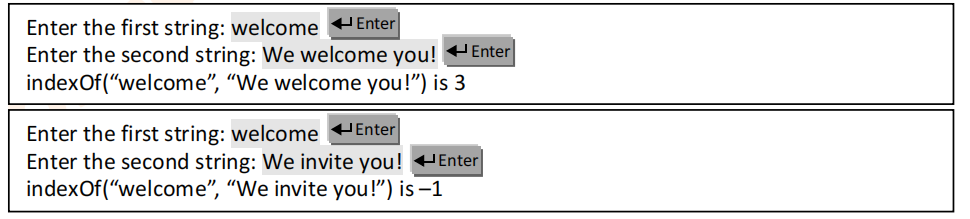 Enter the first string: welcome ↵ Enter
Enter the second string: We welcome you! ↵ Enter
indexOf(“welcome”, “We welcome you!”) is 3
Enter the first string: welcome ↵ Enter
Enter the second string: We invite you! ↵ Enter
indexOf(“welcome”, “We invite you!”) is –1